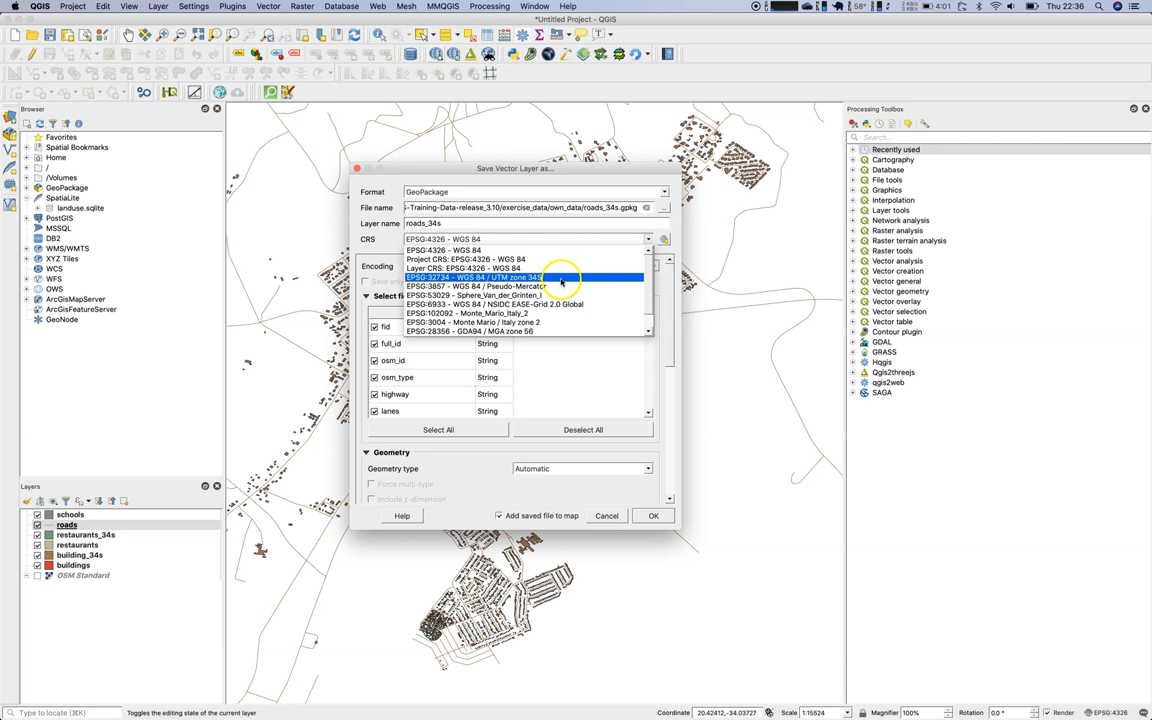 QGIS Project Edit View Layer Settings Plugins Vector Raster Database Web Mesh MMQGIS Processing Window Help 58° 4:01 Thu 22:36
*Untitled Project - QGIS
Browser
Favorites
Spatial Bookmarks
Home
/
/Volumes
GeoPackage
SpatiaLite
landuse.sqlite
PostGIS
MSSQL
DB2
WMS/WMTS
XYZ Tiles
WCS
WFS
OWS
ArcGisMapServer
ArcGisFeatureServer
GeoNode
Layers
schools
roads
restaurants_34s
restaurants
building_34s
buildings
OSM Standard
Save Vector Layer as...
Format GeoPackage
File name s-Training-Data-release_3.10/exercise_data/own_data/roads_34s.gpkg
Layer name roads_34s
CRS EPSG:4326 - WGS 84
EPSG:4326 - WGS 84
Project CRS: EPSG:4326 - WGS 84
Layer CRS: EPSG:4326 - WGS 84
EPSG:32734 - WGS 84 / UTM zone 34S
EPSG:3857 - WGS 84 / Pseudo-Mercator
EPSG:53029 - Sphere_Van_der_Grinten_I
EPSG:6933 - WGS 84 / NSIDC EASE-Grid 2.0 Global
EPSG:102092 - Monte_Mario_Italy_2
EPSG:3004 - Monte Mario / Italy zone 2
EPSG:28356 - GDA94 / MGA zone 56
Encoding
Save only
Select fi
fid
full_id String
osm_id String
osm_type String
highway String
lanes String
Select All Deselect All
Geometry
Geometry type Automatic
Force multi-type
Include z-dimension
Help Add saved file to map Cancel OK
Processing Toolbox
Search...
Recently used
Cartography
Database
File tools
Graphics
Interpolation
Layer tools
Network analysis
Raster analysis
Raster terrain analysis
Raster tools
Vector analysis
Vector creation
Vector general
Vector geometry
Vector overlay
Vector selection
Vector table
Contour plugin
GDAL
GRASS
Hqgis
Qgis2threejs
qgis2web
SAGA
Type to locate (⌘K) Toggles the editing state of the current layer Coordinate 20.42412,-34.03727 Scale 1:15524 Magnifier 100% Rotation 0.0 ° Render EPSG:4326